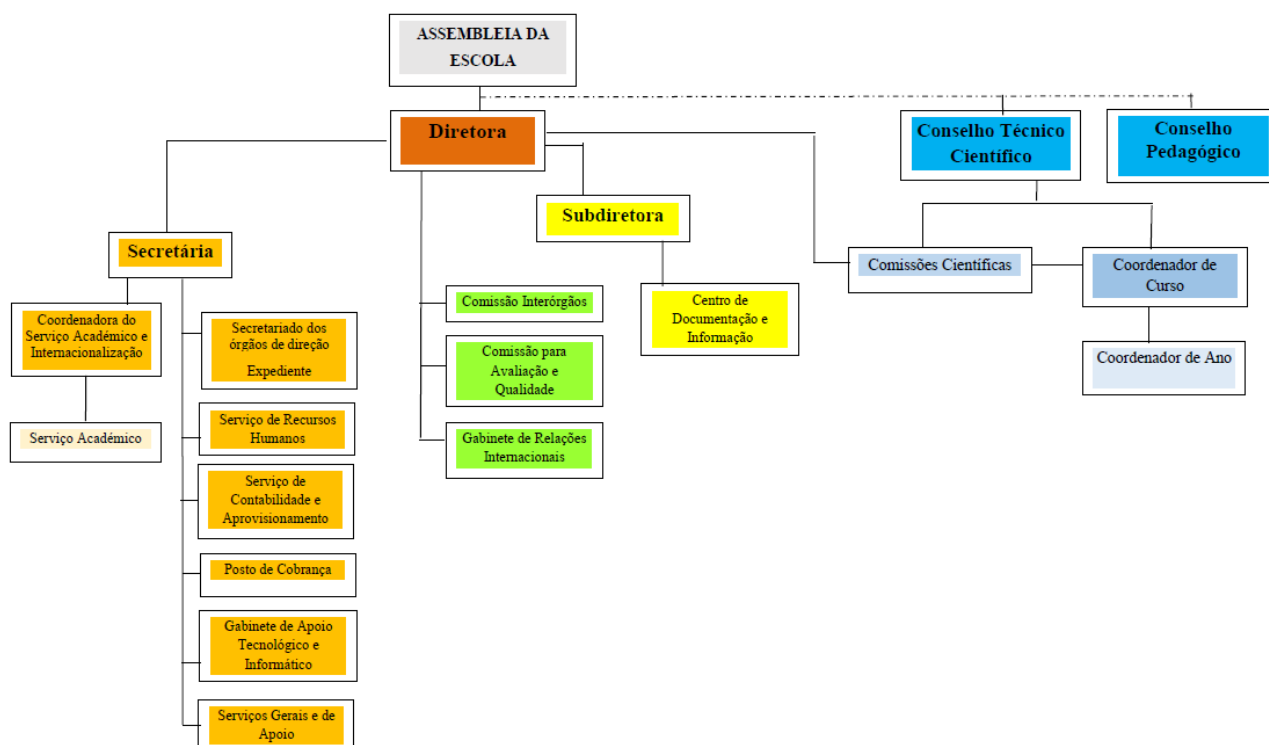 ASSEMBLEIA DA
ESCOLA
Diretora
Conselho Técnico
Científico
Conselho
Pedagógico
Subdiretora
Secretária
Comissões Científicas
Coordenador de
Curso
Coordenadora do
Serviço Académico e
Internacionalização
Secretariado dos
órgãos de direção
Expediente
Comissão Interórgãos
Centro de
Documentação e
Informação
Comissão para
Avaliação e
Qualidade
Coordenador de Ano
Serviço Académico
Serviço de Recursos
Humanos
Gabinete de Relações
Internacionais
Serviço de
Contabilidade e
Aprovisionamento
Posto de Cobrança
Gabinete de Apoio
Tecnológico e
Informático
Serviços Gerais e de
Apoio